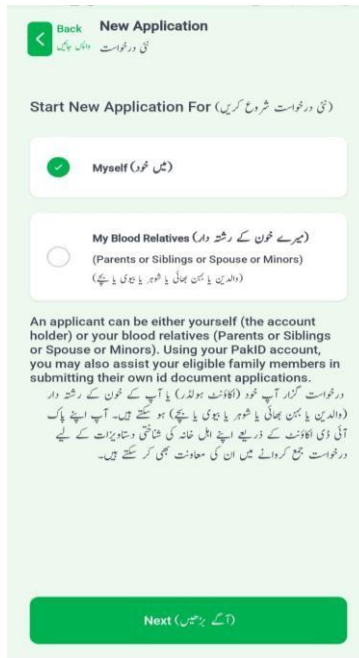 Back
واپس جائیں
New Application
نئی درخواست
Start New Application For (نئی درخواست شروع کریں)
Myself (میں خود)
My Blood Relatives (میرے خون کے رشتہ دار)
(Parents or Siblings or Spouse or Minors)
(والدین یا بہن بھائی یا شوہر یا بیوی یا بچے)
An applicant can be either yourself (the account
holder) or your blood relatives (Parents or Siblings
or Spouse or Minors). Using your PakID account,
you may also assist your eligible family members in
submitting their own id document applications.
درخواست گزار آپ خود (اکاؤنٹ ہولڈر) یا آپ کے خون کے رشتہ دار
(والدین یا بہن بھائی یا شوہر یا بیوی یا بچے) ہو سکتے ہیں۔ آپ اپنے پاک
آئی ڈی اکاؤنٹ کے ذریعے اپنے اہل خانہ کی شناختی دستاویزات کے لیے
درخواست جمع کروانے میں ان کی معاونت بھی کر سکتے ہیں۔
Next (آگے بڑھیں)